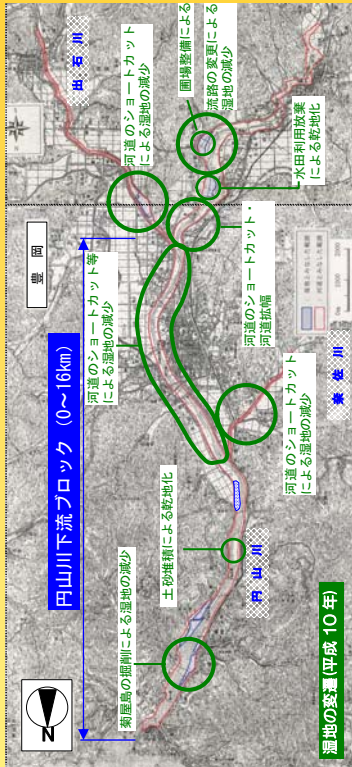 円山川下流ブロック（0～16km）
豊 岡
出 石 川
奈 佐 川
円 山 川
N
菊屋島の掘削による湿地の減少
土砂堆積による乾地化
河道のショートカット等
による湿地の減少
河道のショートカット
による湿地の減少
河道のショートカット・
河道拡幅
河道のショートカット
による湿地の減少
圃場整備による
流路の変更による
湿地の減少
水田利用放棄
による乾地化
湿地の変遷(平成 10 年)